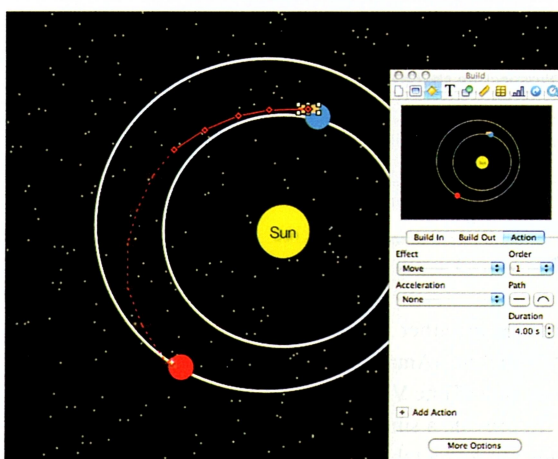 Build
T
Sun
Sun
Build In Build Out Action
Effect Order
Move 1
Acceleration Path
None
Duration
4.00 s
+ Add Action
More Options